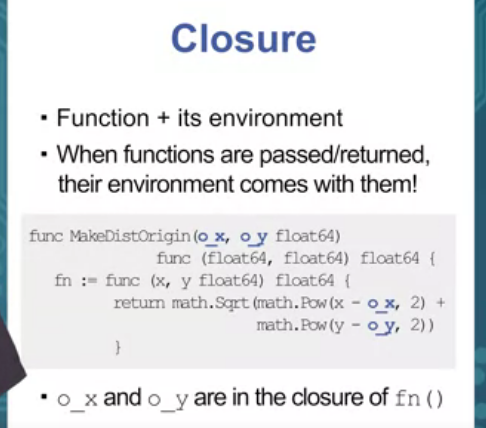 Closure
▪ Function + its environment
▪ When functions are passed/returned,
their environment comes with them!
func MakeDistOrigin(o_x, o_y float64)
func (float64, float64) float64 {
fn := func (x, y float64) float64 {
return math.Sqrt(math.Pow(x - o_x, 2) +
math.Pow(y - o_y, 2))
}
▪ o_x and o_y are in the closure of fn()